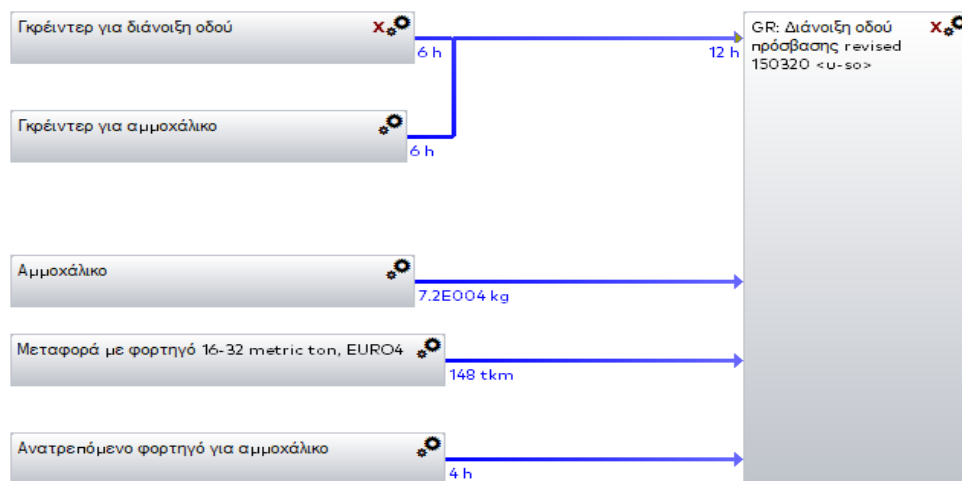 Γκρέιντερ για διάνοιξη οδού
X
6 h
12 h
GR: Διάνοιξη οδού
πρόσβασης revised
150320 <u-so>
X
Γκρέιντερ για αμμοχάλικο
6 h
Αμμοχάλικο
7.2E004 kg
Μεταφορά με φορτηγό 16-32 metric ton, EURO4
148 tkm
Ανατρεπόμενο φορτηγό για αμμοχάλικο
4 h